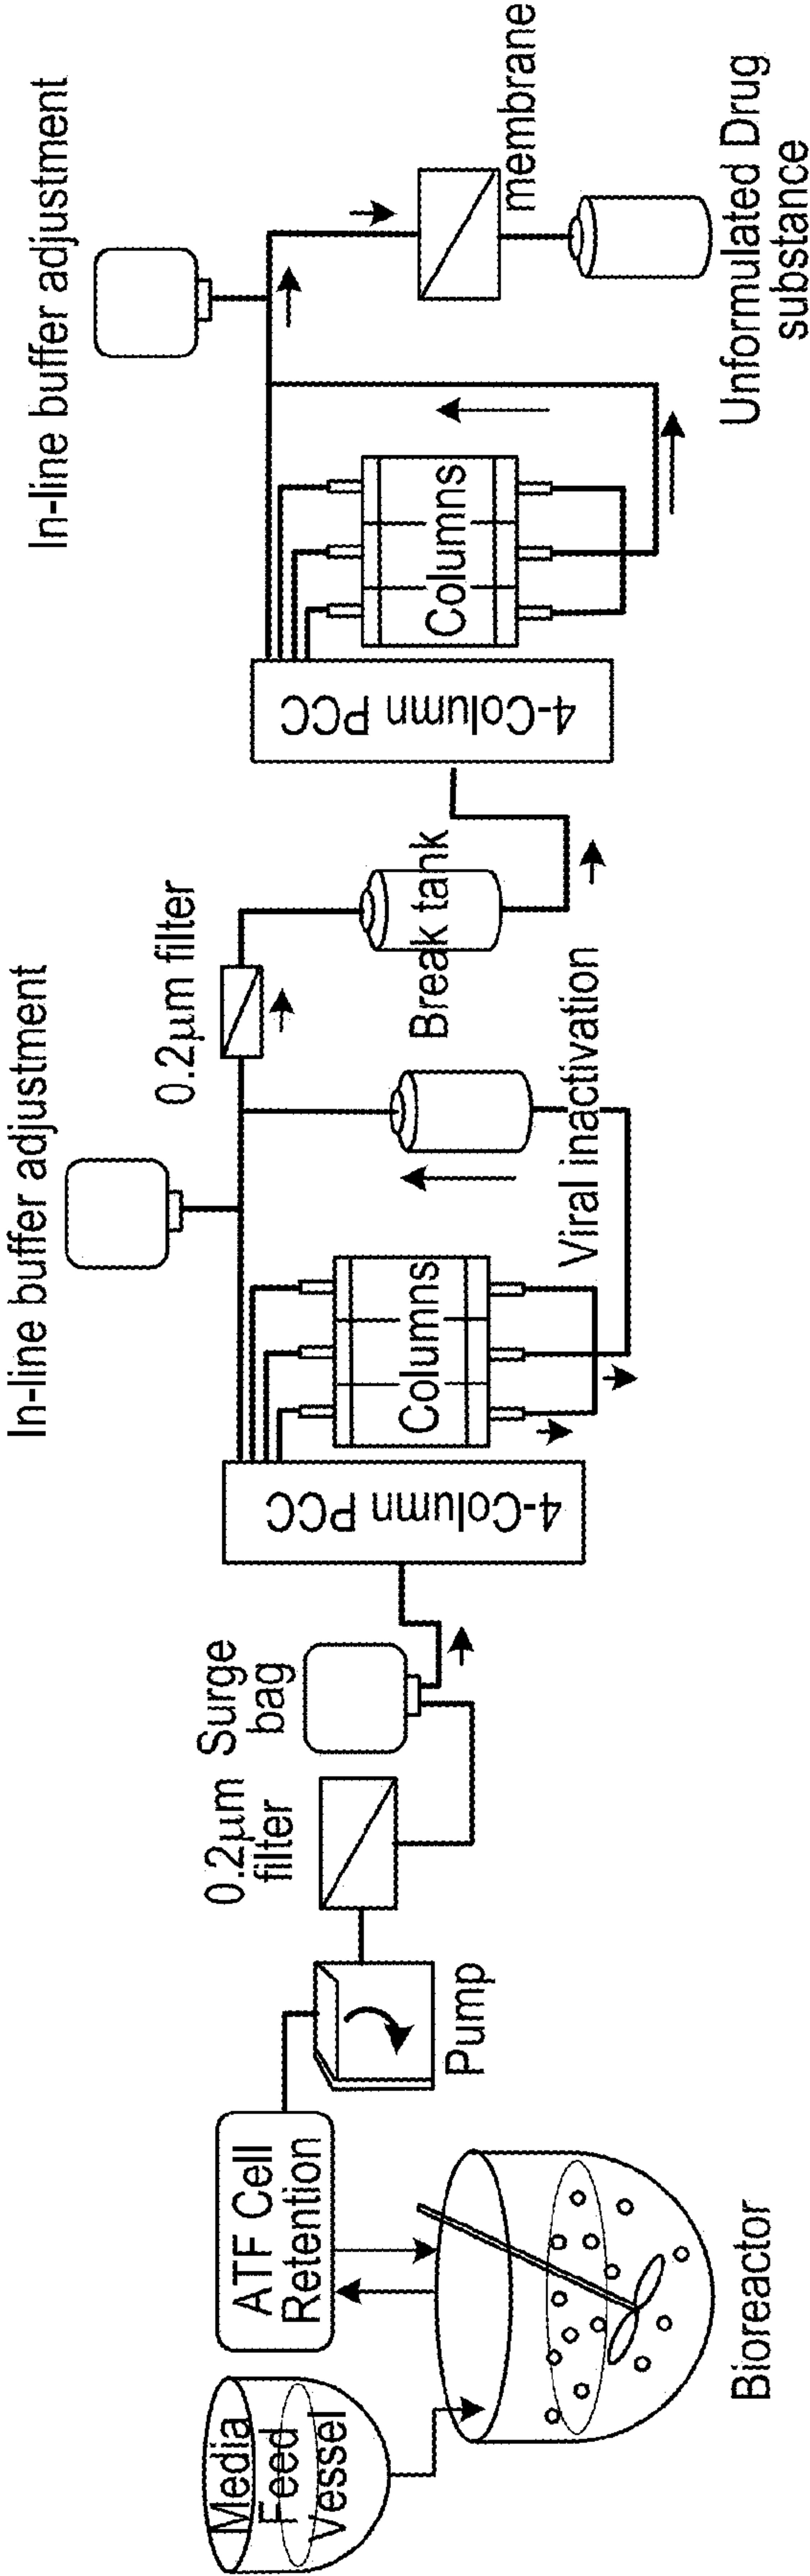 Media
Feed
Vessel
ATF Cell
Retention
Bioreactor
Pump
0.2μm
filter
Surge
bag
4-Column PCC
Columns
In-line buffer adjustment
Viral inactivation
0.2μm filter
Break tank
4-Column PCC
Columns
In-line buffer adjustment
membrane
Unformulated Drug
substance